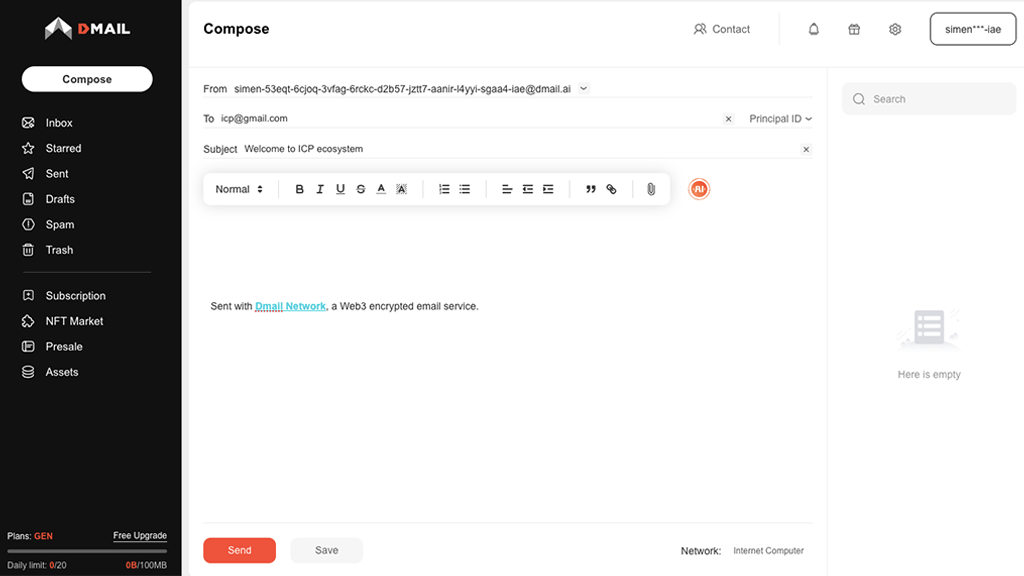 DMAIL
Compose
Inbox
Starred
Sent
Drafts
Spam
Trash
Subscription
NFT Market
Presale
Assets
Plans: GEN Free Upgrade
Daily limit: 0/20 0B/100MB
Compose
Contact
simen***-iae
From simen-53eqt-6cjoq-3vfag-6rckc-d2b57-jztt7-aanir-l4yyi-sgaa4-iae@dmail.ai
To icp@gmail.com × Principal ID
Subject Welcome to ICP ecosystem ×
Normal B I U S A A AI
Sent with Dmail Network, a Web3 encrypted email service.
Send Save Network: Internet Computer
Search
Here is empty